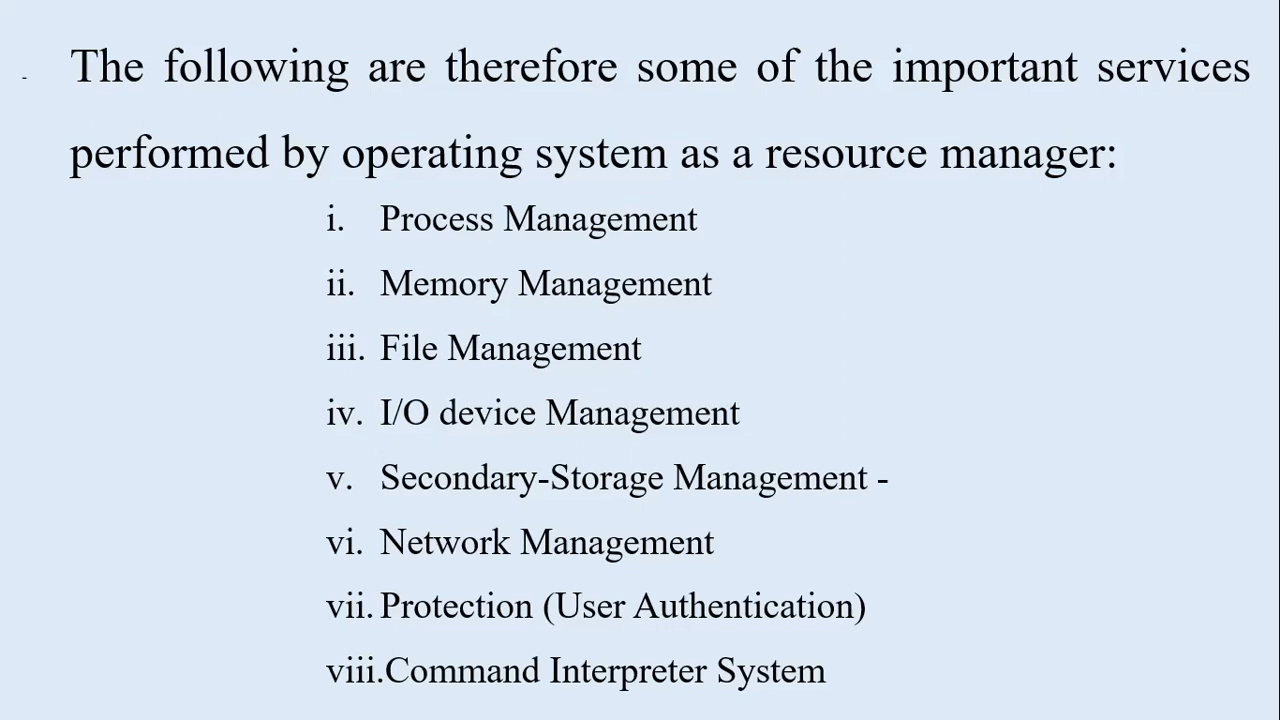 - The following are therefore some of the important services
performed by operating system as a resource manager:
i. Process Management
ii. Memory Management
iii. File Management
iv. I/O device Management
v. Secondary-Storage Management -
vi. Network Management
vii. Protection (User Authentication)
viii.Command Interpreter System